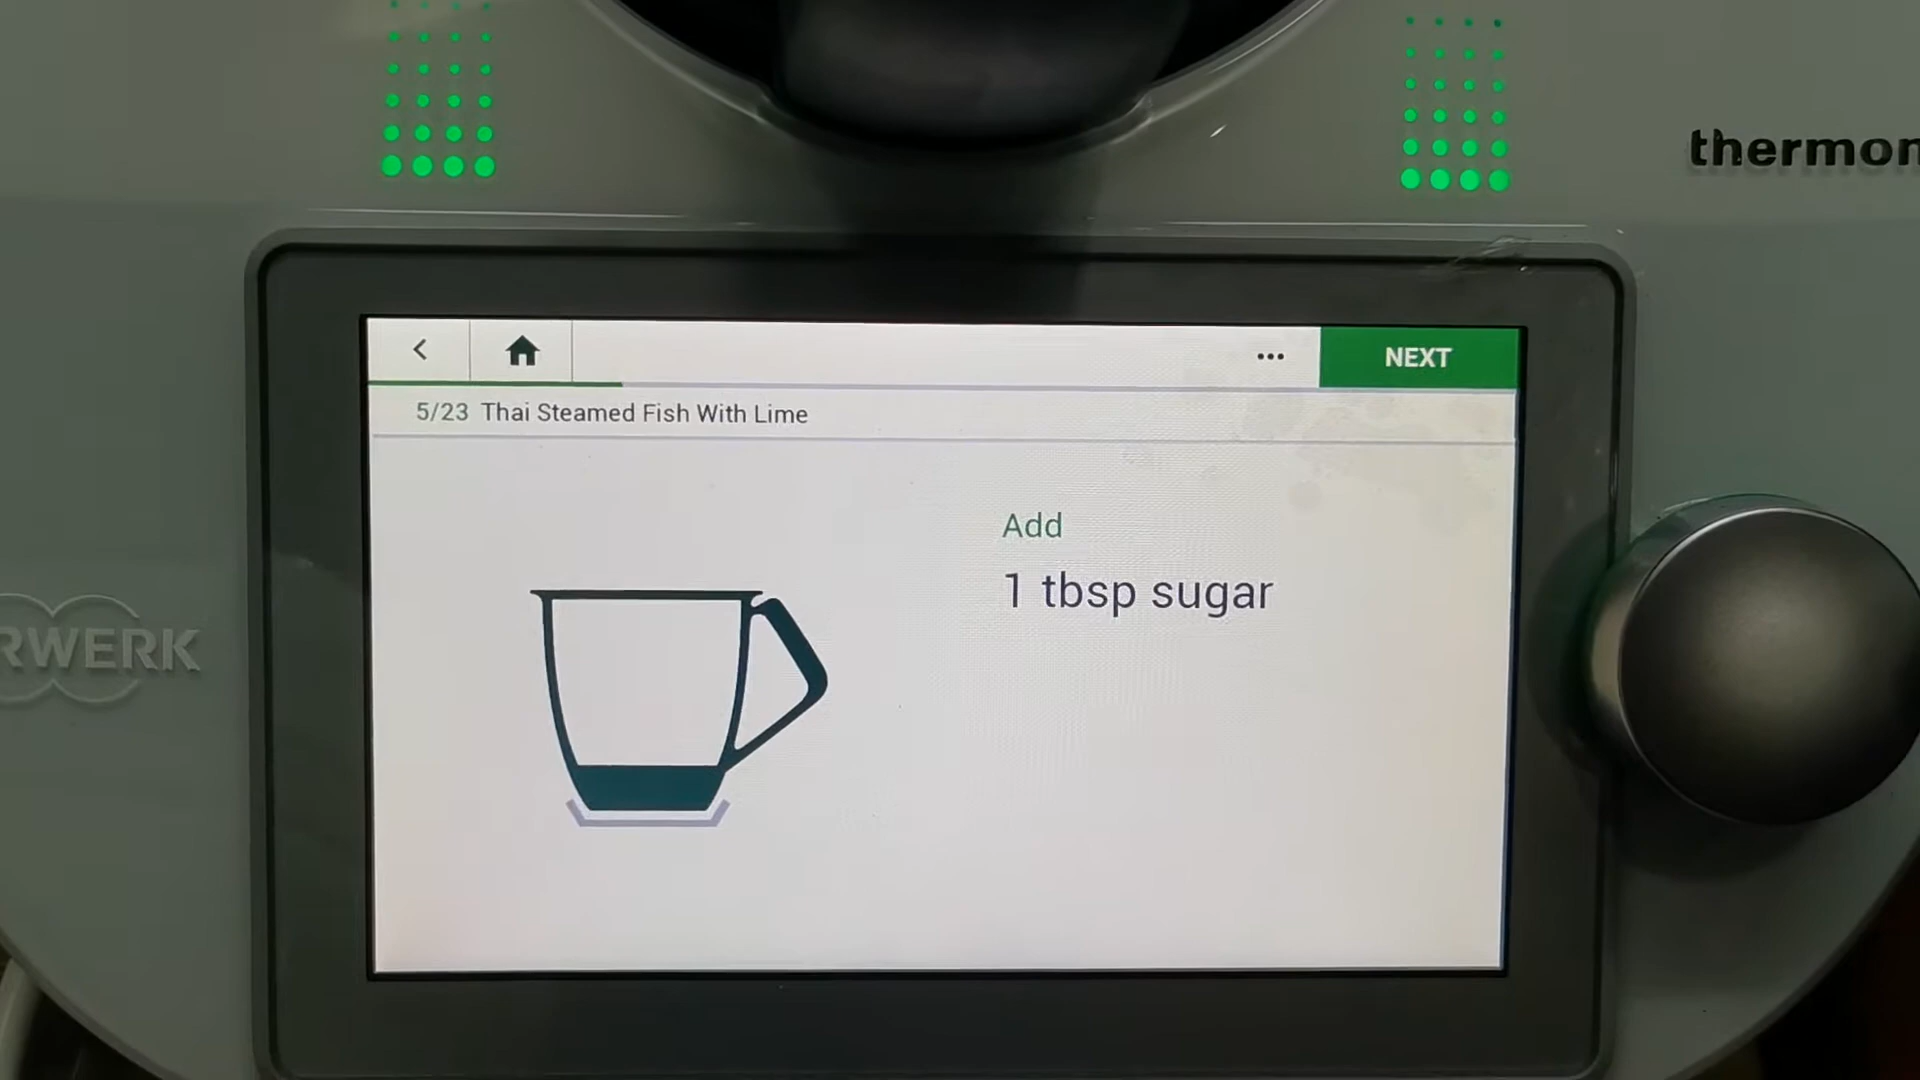 thermon
NEXT
5/23 Thai Steamed Fish With Lime
Add
1 tbsp sugar
RWERK